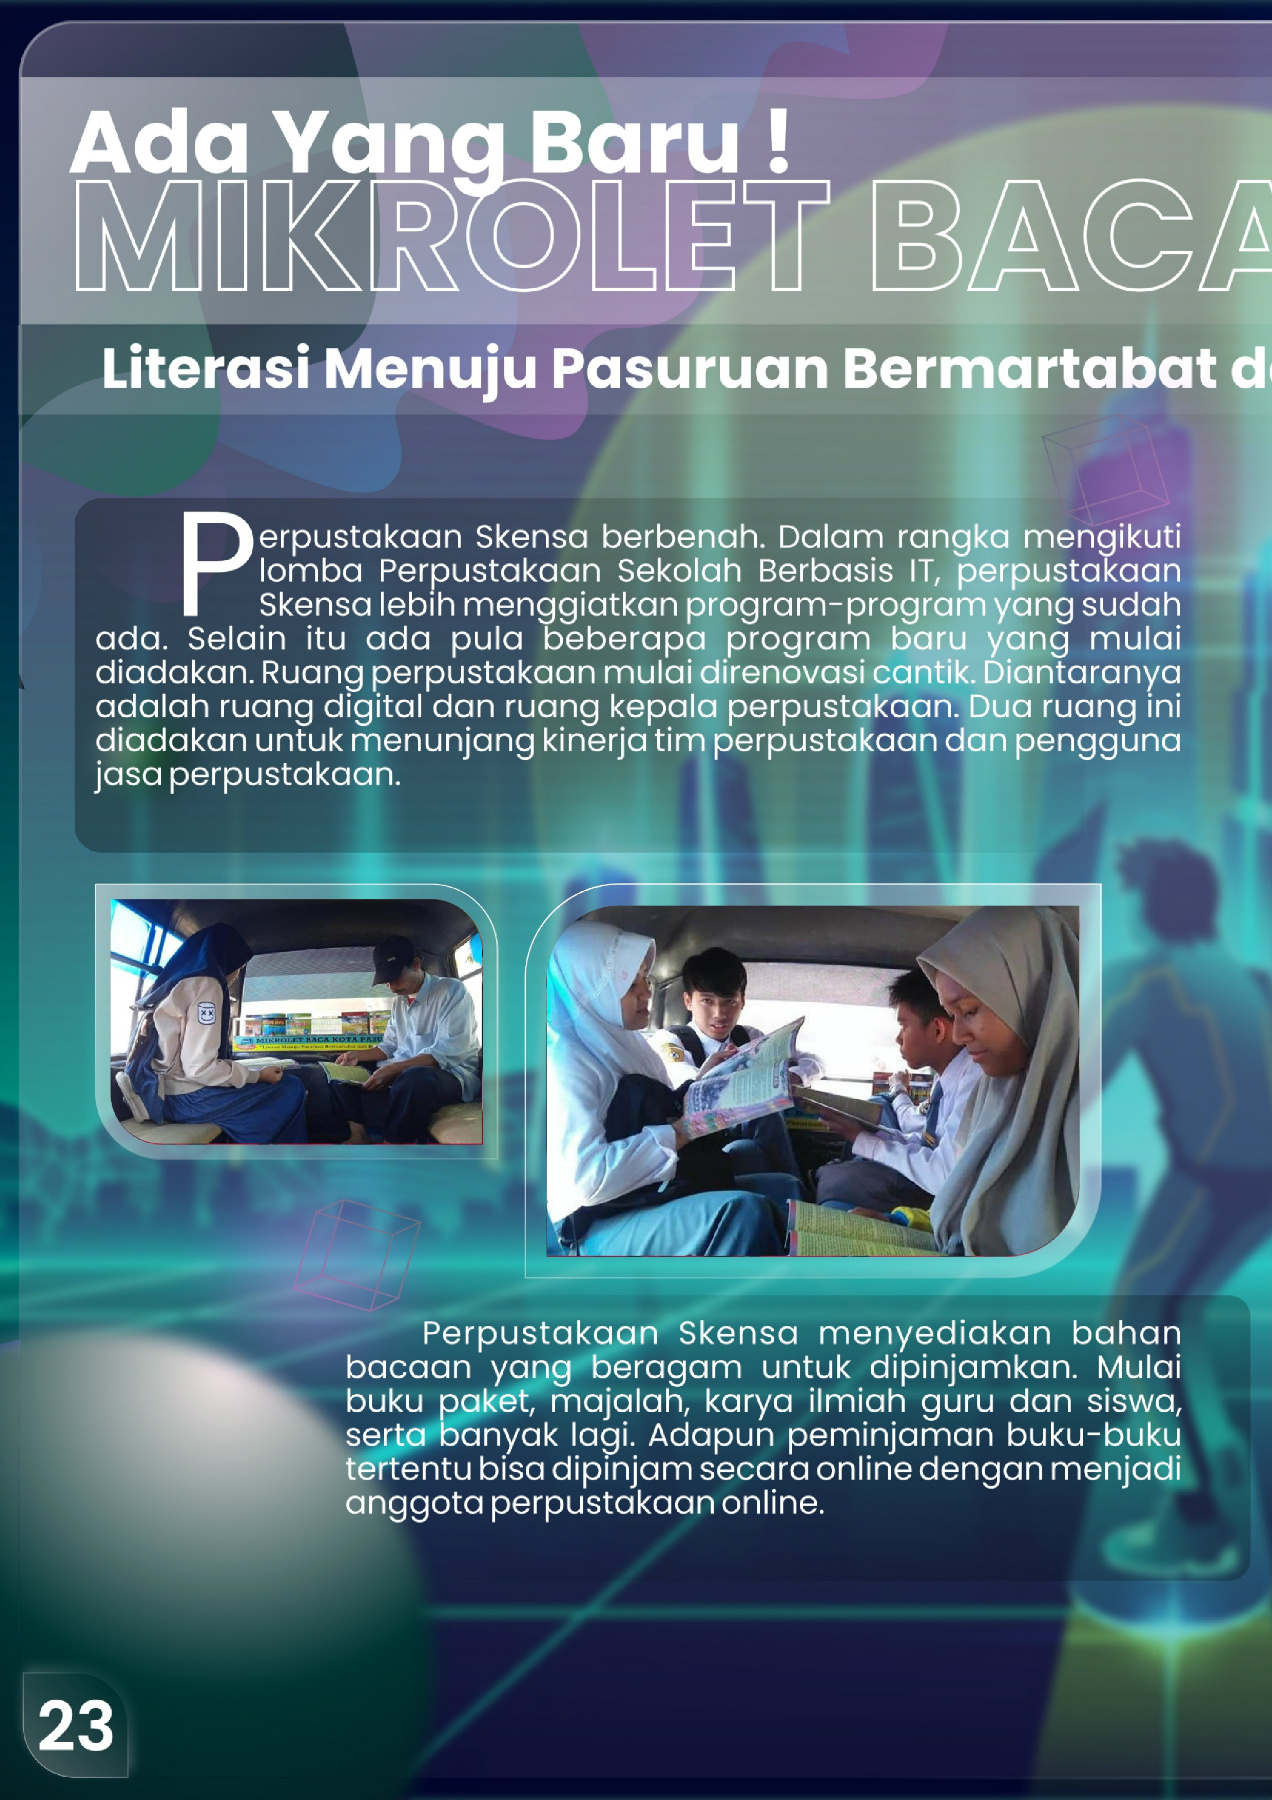 Ada Yang Baru !
MIKROLET BACA
Literasi Menuju Pasuruan Bermartabat
Perpustakaan Skensa berbenah. Dalam rangka mengikuti
lomba Perpustakaan Sekolah Berbasis IT, perpustakaan
Skensa lebih menggiatkan program-program yang sudah
ada. Selain itu ada pula beberapa program baru yang mulai
diadakan. Ruang perpustakaan mulai direnovasi cantik. Diantaranya
adalah ruang digital dan ruang kepala perpustakaan. Dua ruang ini
diadakan untuk menunjang kinerja tim perpustakaan dan pengguna
jasa perpustakaan.
MIKROLET BACA KOTA PASU
Perpustakaan Skensa menyediakan bahan
bacaan yang beragam untuk dipinjamkan. Mulai
buku paket, majalah, karya ilmiah guru dan siswa,
serta banyak lagi. Adapun peminjaman buku-buku
tertentu bisa dipinjam secara online dengan menjadi
anggota perpustakaan online.
23